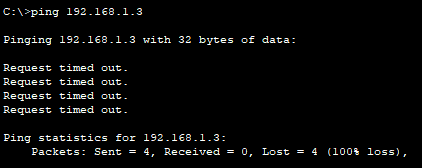 C:\>ping 192.168.1.3
Pinging 192.168.1.3 with 32 bytes of data:
Request timed out.
Request timed out.
Request timed out.
Request timed out.
Ping statistics for 192.168.1.3:
Packets: Sent = 4, Received = 0, Lost = 4 (100% loss),